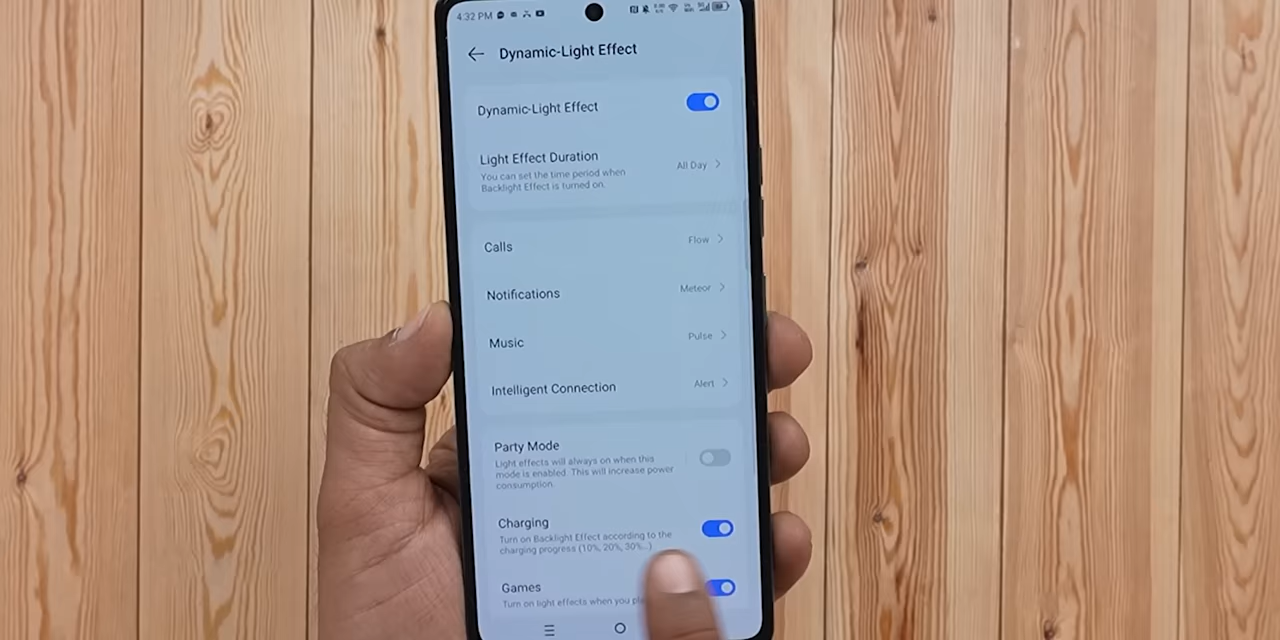 4:32 PM
Dynamic-Light Effect
Dynamic-Light Effect
Light Effect Duration
You can set the time period when
Backlight Effect is turned on.
All Day
Calls
Flow
Notifications
Meteor
Music
Pulse
Intelligent Connection
Alert
Party Mode
Light effects will always on when this
mode is enabled. This will increase power
consumption.
Charging
Turn on Backlight Effect according to the
charging progress (10%, 20%, 30%...)
Games
Turn on light effects when you